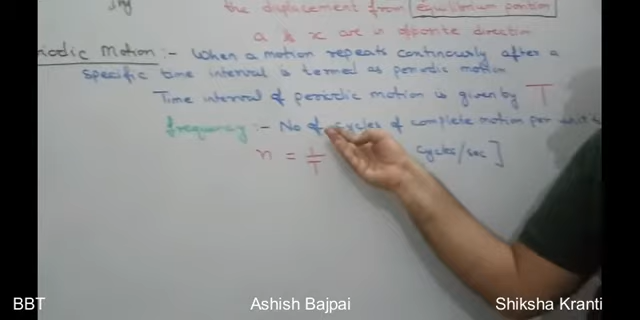 the displacement from equilibrium position
a & x are in opposite direction
riodic Motion :- When a motion repeats continously after a
specific time interval is termed as periodic motion
Time interval of periodic motion is given by T
frequency :- No of cycles of complete motion per unit
n = 1/T cycles/sec]
BBT Ashish Bajpai Shiksha Kranti